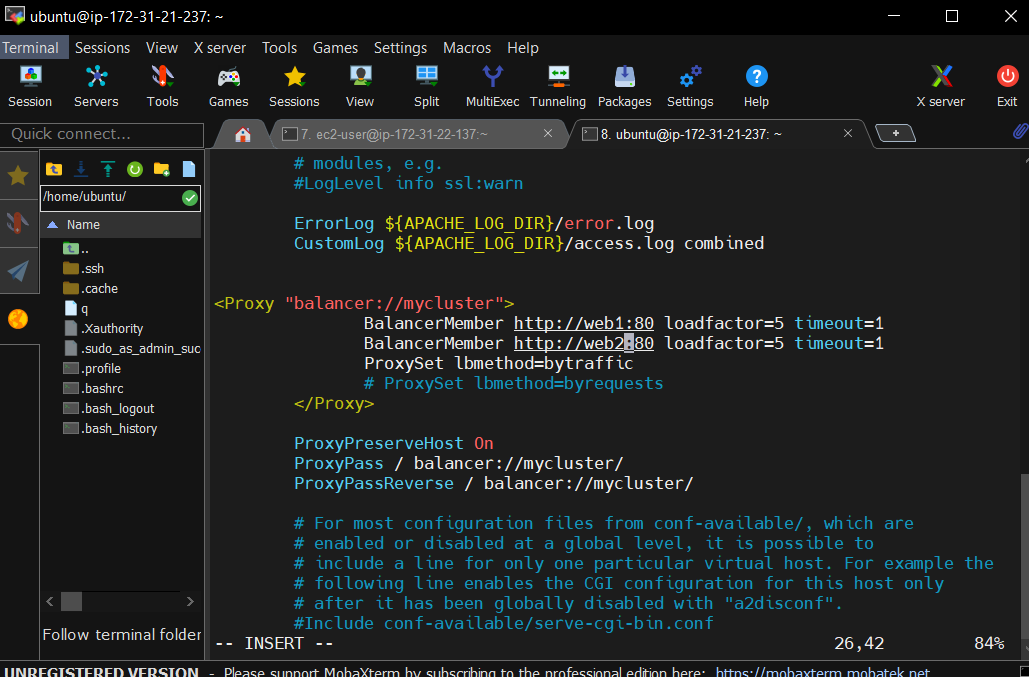 ubuntu@ip-172-31-21-237: ~
Terminal Sessions View X server Tools Games Settings Macros Help
Session Servers Tools Games Sessions View Split MultiExec Tunneling Packages Settings Help X server Exit
Quick connect...
7. ec2-user@ip-172-31-22-137:~
8. ubuntu@ip-172-31-21-237: ~
/home/ubuntu/
Name
..
.ssh
.cache
q
.Xauthority
.sudo_as_admin_suc
.profile
.bashrc
.bash_logout
.bash_history
Follow terminal folder
# modules, e.g.
#LogLevel info ssl:warn
ErrorLog ${APACHE_LOG_DIR}/error.log
CustomLog ${APACHE_LOG_DIR}/access.log combined
<Proxy "balancer://mycluster">
BalancerMember http://web1:80 loadfactor=5 timeout=1
BalancerMember http://web2:80 loadfactor=5 timeout=1
ProxySet lbmethod=bytraffic
# ProxySet lbmethod=byrequests
</Proxy>
ProxyPreserveHost On
ProxyPass / balancer://mycluster/
ProxyPassReverse / balancer://mycluster/
# For most configuration files from conf-available/, which are
# enabled or disabled at a global level, it is possible to
# include a line for only one particular virtual host. For example the
# following line enables the CGI configuration for this host only
# after it has been globally disabled with "a2disconf".
#Include conf-available/serve-cgi-bin.conf
-- INSERT -- 26,42 84%
UNREGISTERED VERSION - Please support MobaXterm by subscribing to the professional edition here: https://mobaxterm.mobatek.net